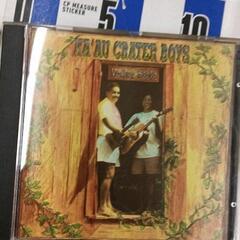 CP MEASURE
STICKER
5
10
KA'AU CRATER BOYS